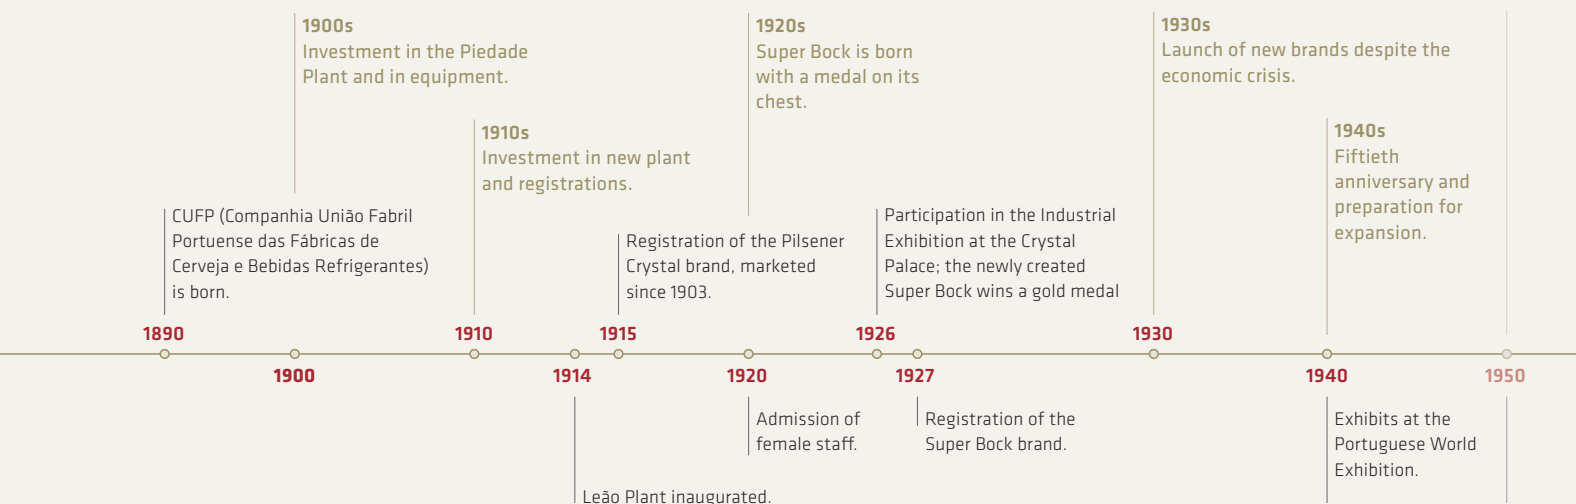 1900s
Investment in the Piedade
Plant and in equipment.
1920s
Super Bock is born
with a medal on its
chest.
1930s
Launch of new brands despite the
economic crisis.
1910s
Investment in new plant
and registrations.
1940s
Fiftieth
anniversary and
preparation for
expansion.
CUFP (Companhia União Fabril
Portuense das Fábricas de
Cerveja e Bebidas Refrigerantes)
is born.
Registration of the Pilsener
Crystal brand, marketed
since 1903.
Participation in the Industrial
Exhibition at the Crystal
Palace; the newly created
Super Bock wins a gold medal
1890
1910
1915
1926
1930
1900
1914
1920
1927
1940
1950
Admission of
female staff.
Registration of the
Super Bock brand.
Exhibits at the
Portuguese World
Exhibition.
Leão Plant inaugurated.